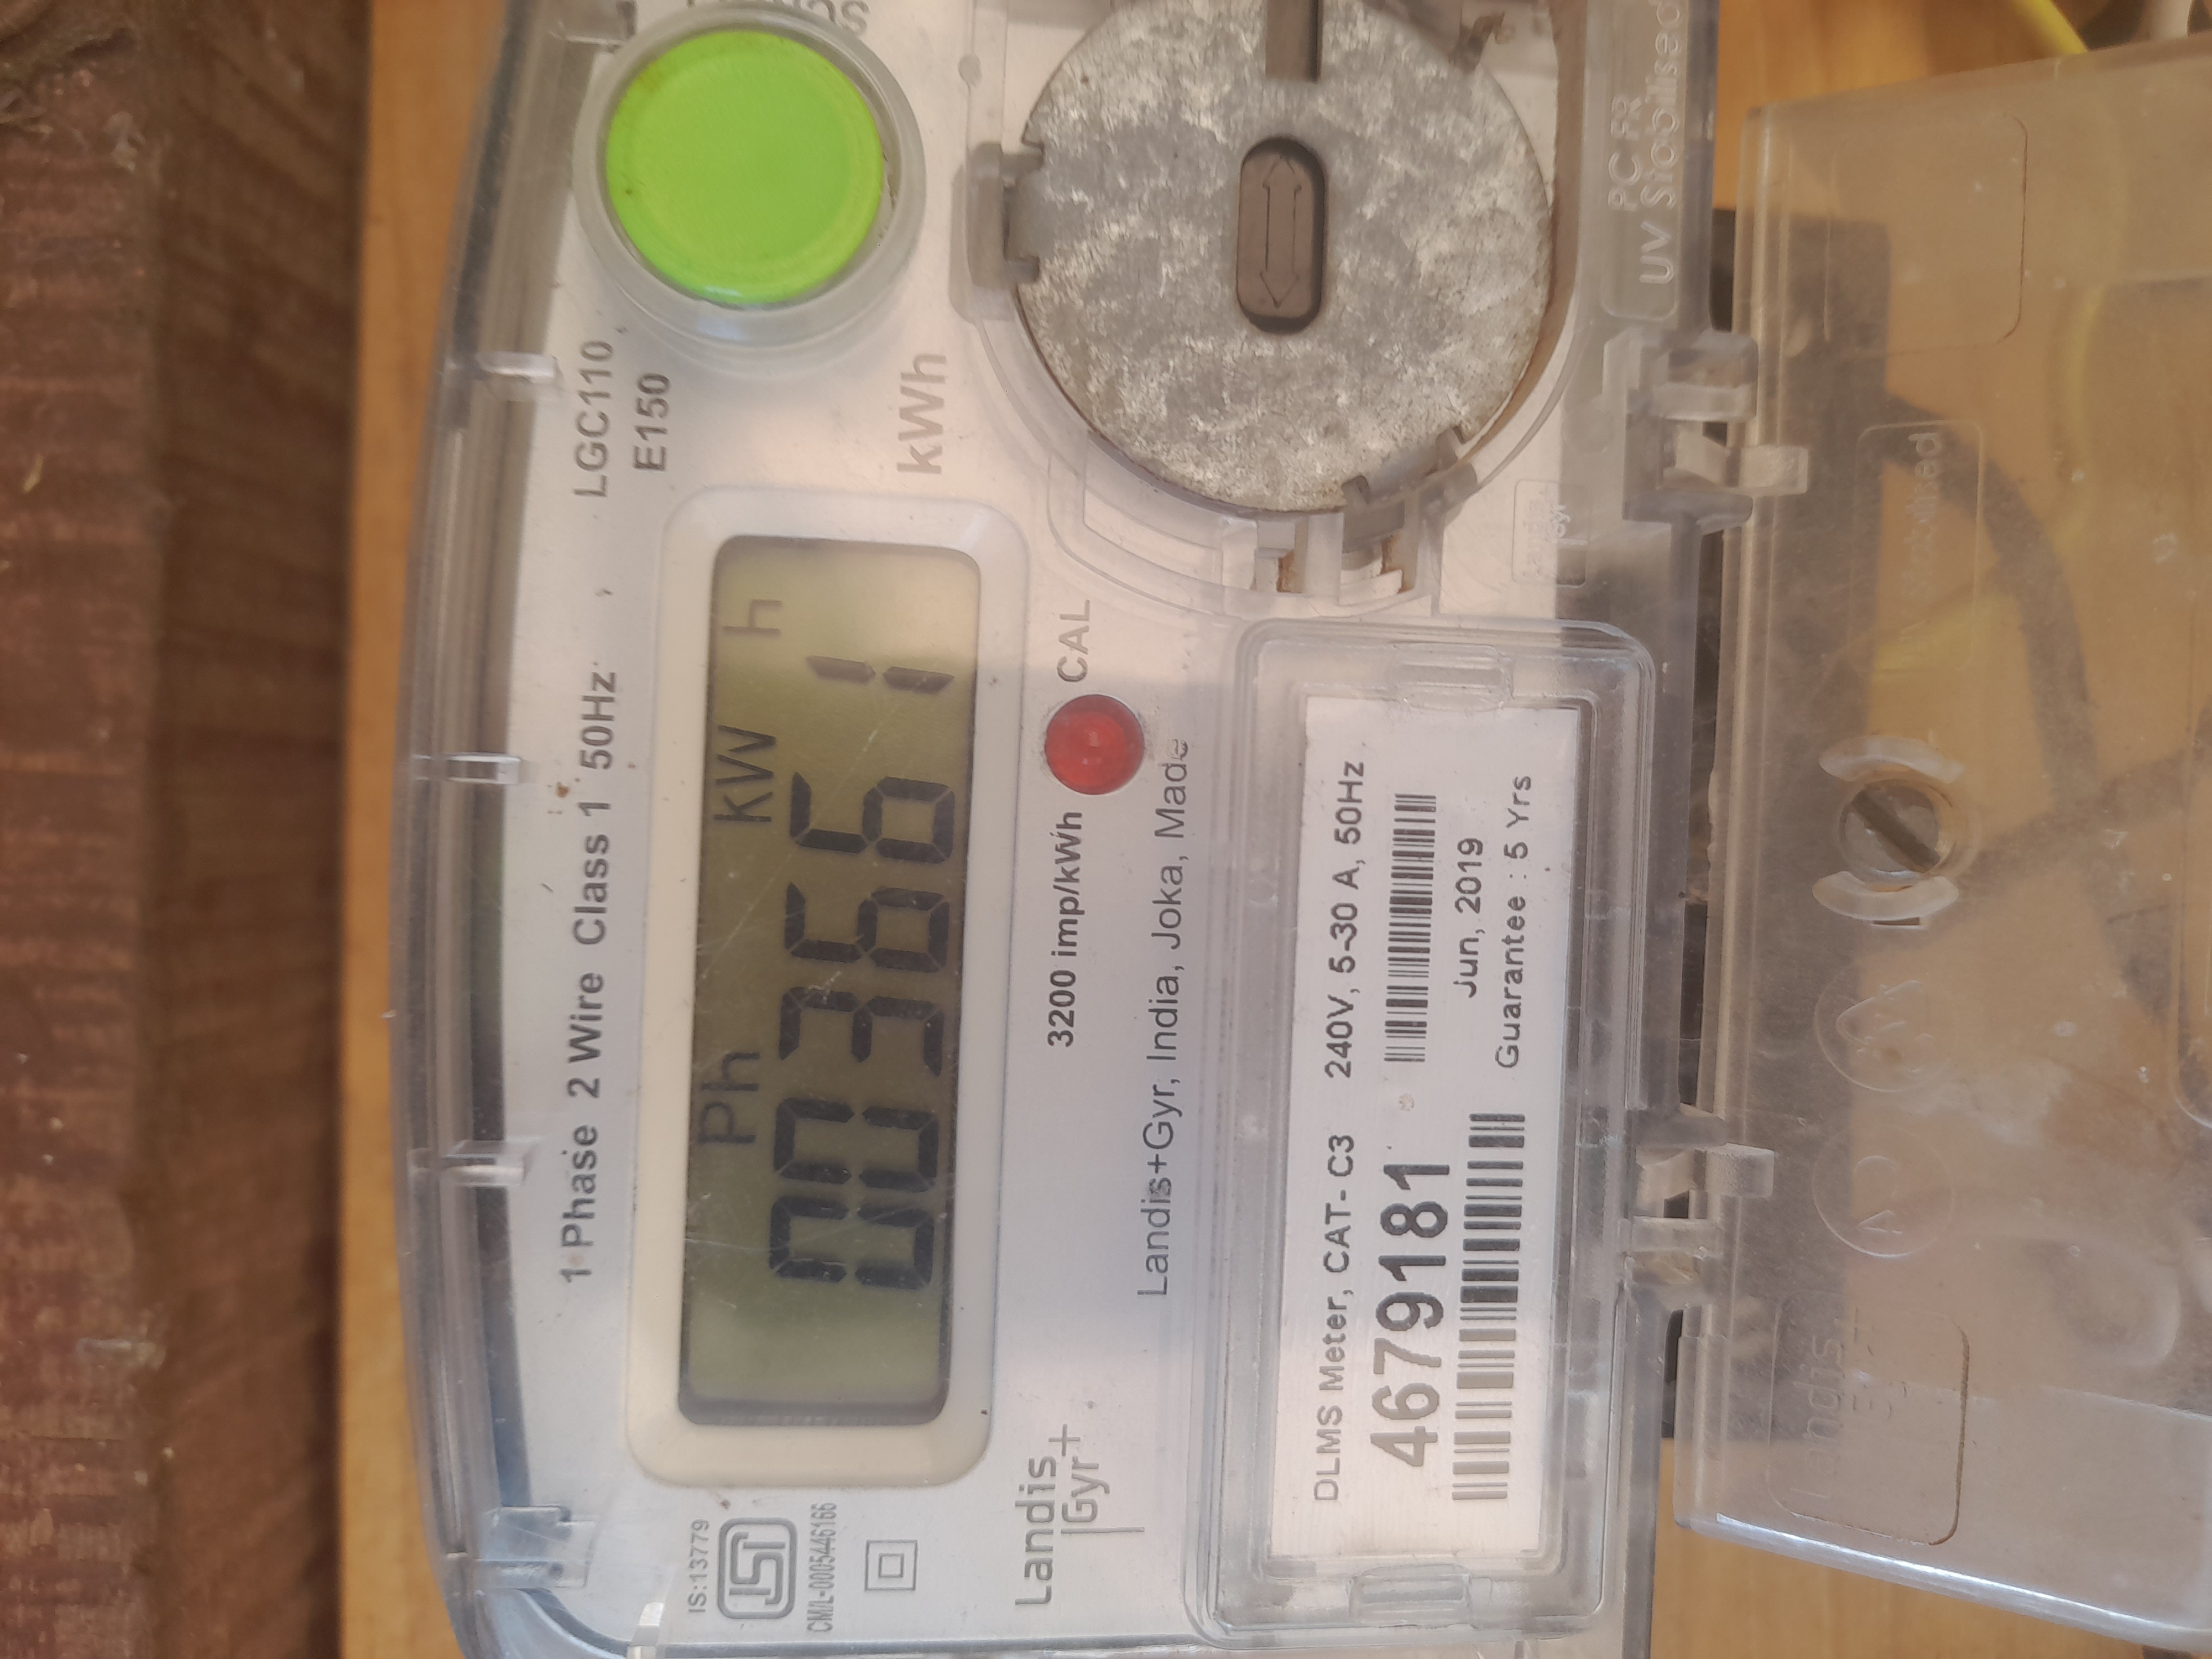 1 Phase 2 Wire Class 1 50Hz
LGC110
E150
IS:13779
ISI
CM/L-0005446166
Ph kW h
003661
kWh
Landis
Gyr+
3200 imp/kWh
CAL
Landis+Gyr, India, Joka, Made
DLMS Meter, CAT-C3 240V, 5-30 A, 50Hz
4679181
Jun, 2019
Guarantee : 5 Yrs
PC FR
UV Stabilised